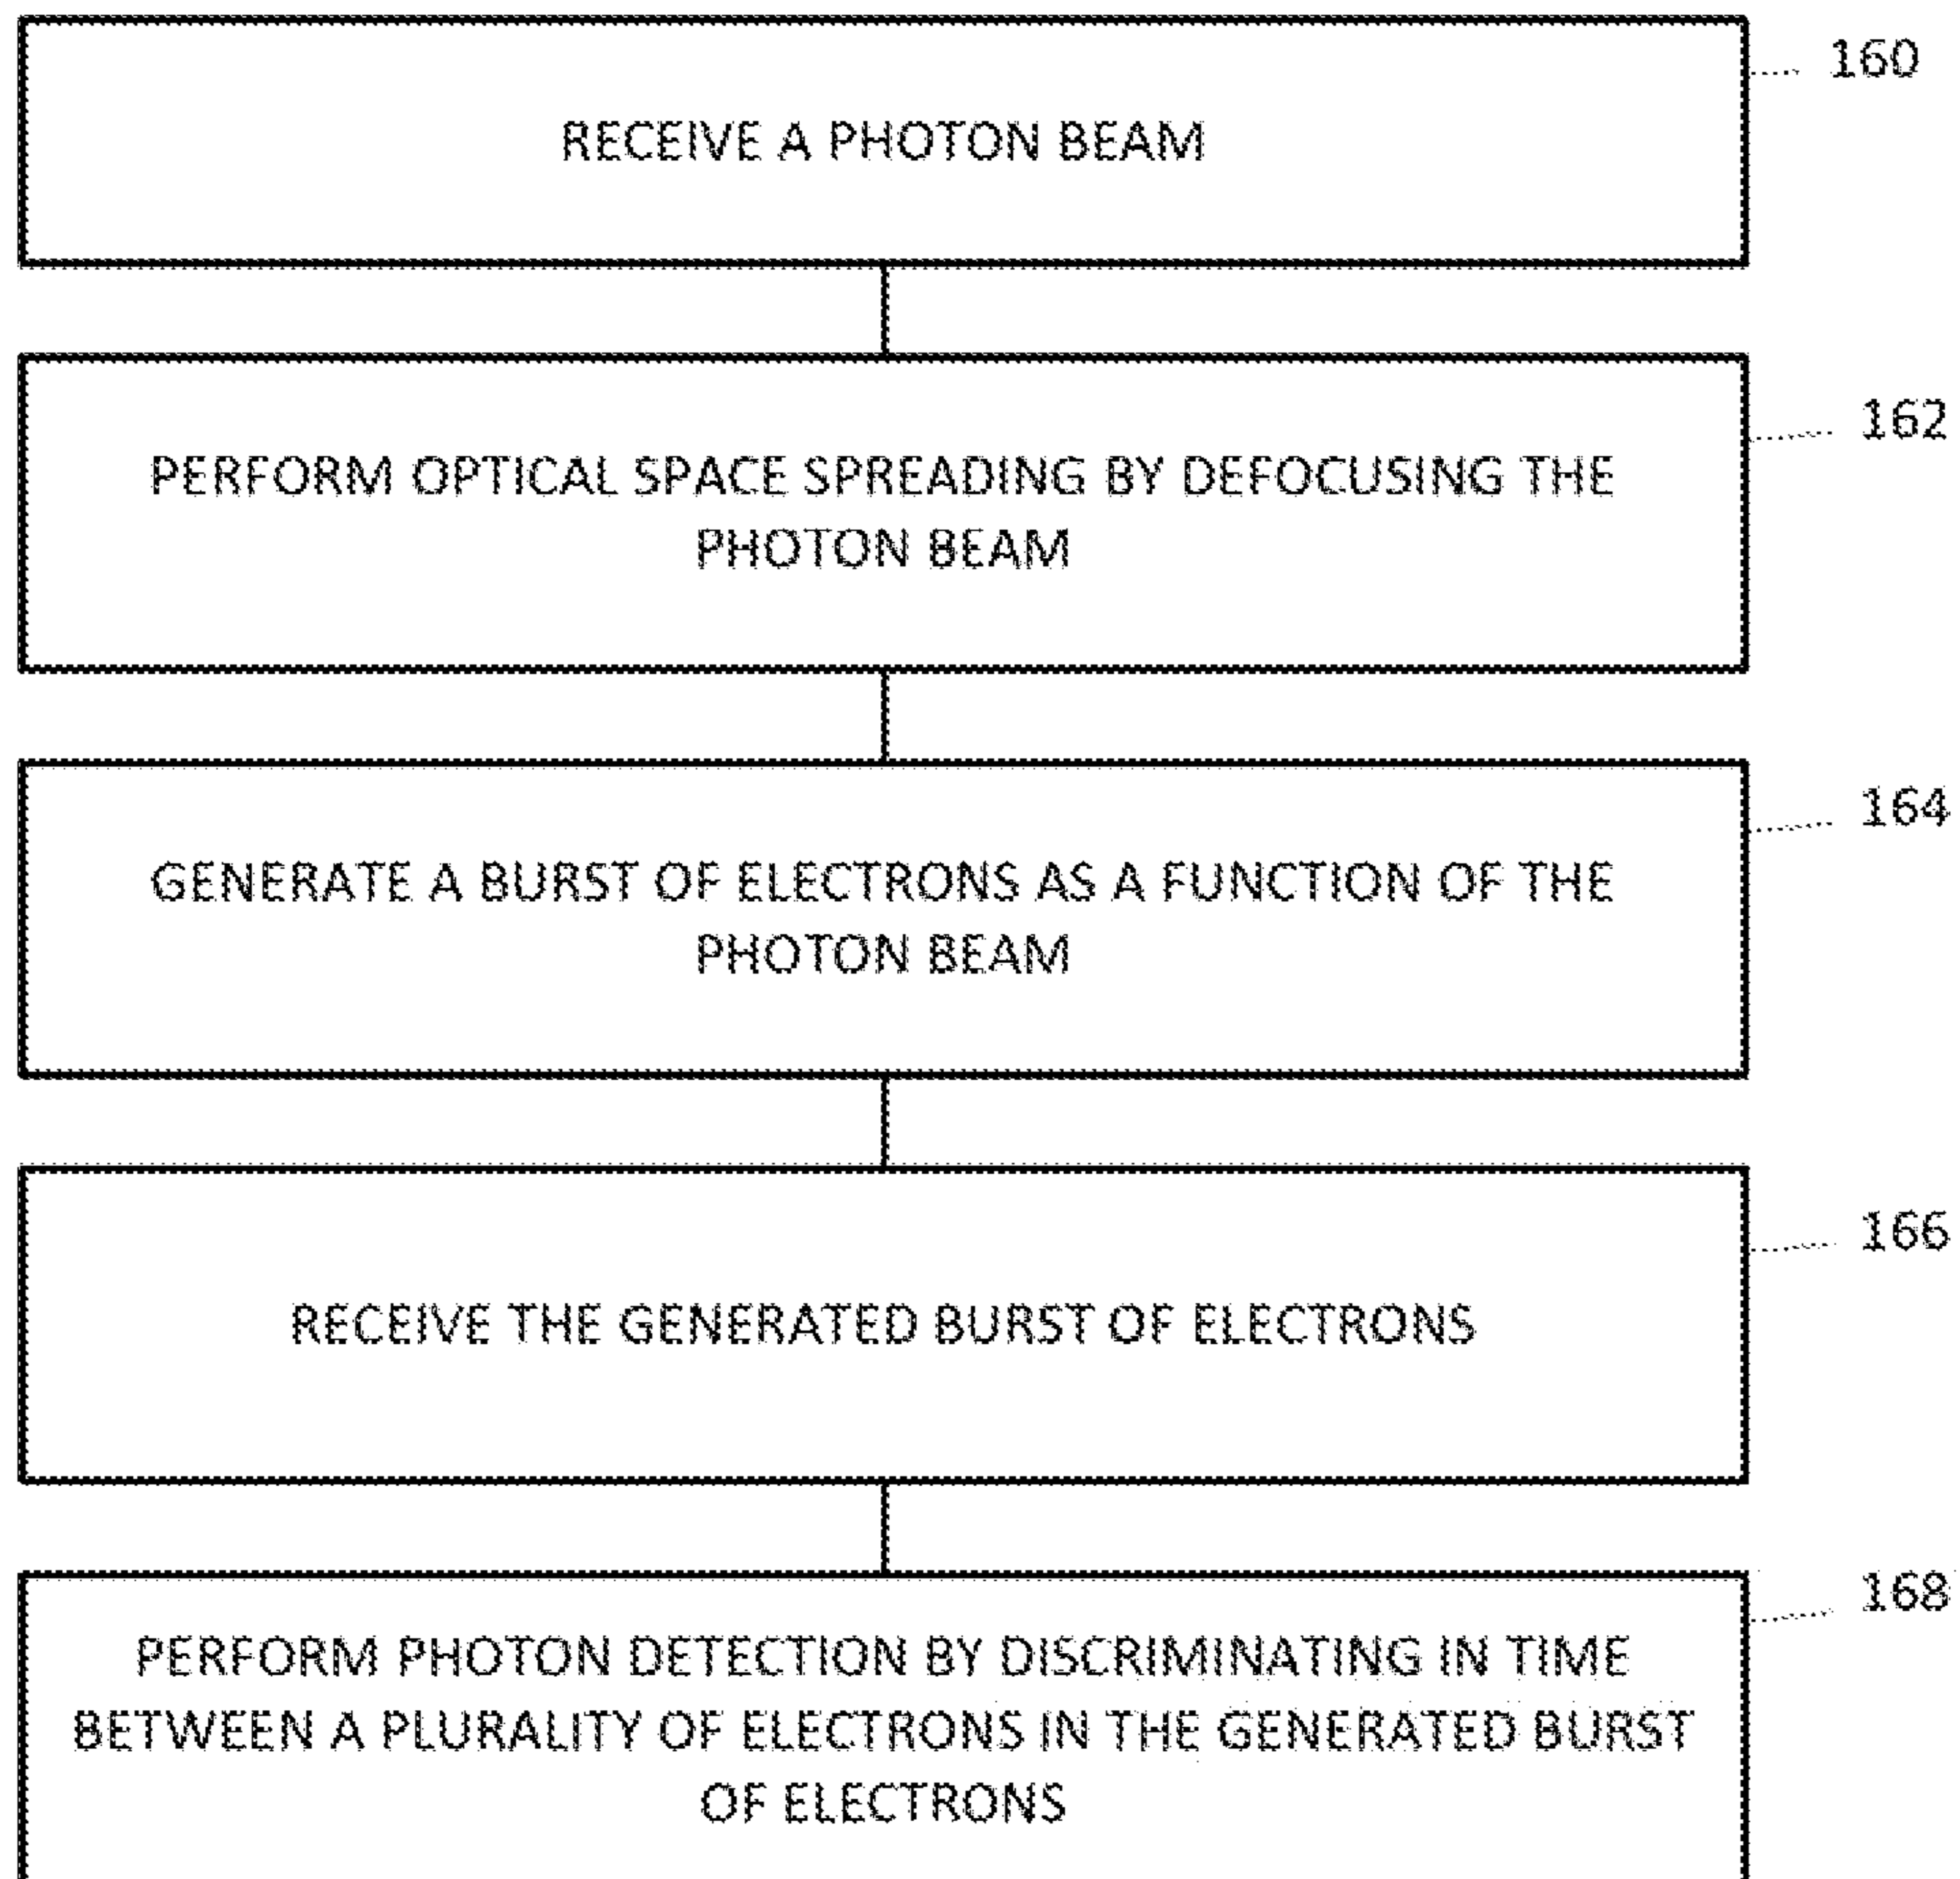 160
RECEIVE A PHOTON BEAM
162
PERFORM OPTICAL SPACE SPREADING BY DEFOCUSING THE
PHOTON BEAM
164
GENERATE A BURST OF ELECTRONS AS A FUNCTION OF THE
PHOTON BEAM
166
RECEIVE THE GENERATED BURST OF ELECTRONS
168
PERFORM PHOTON DETECTION BY DISCRIMINATING IN TIME
BETWEEN A PLURALITY OF ELECTRONS IN THE GENERATED BURST
OF ELECTRONS